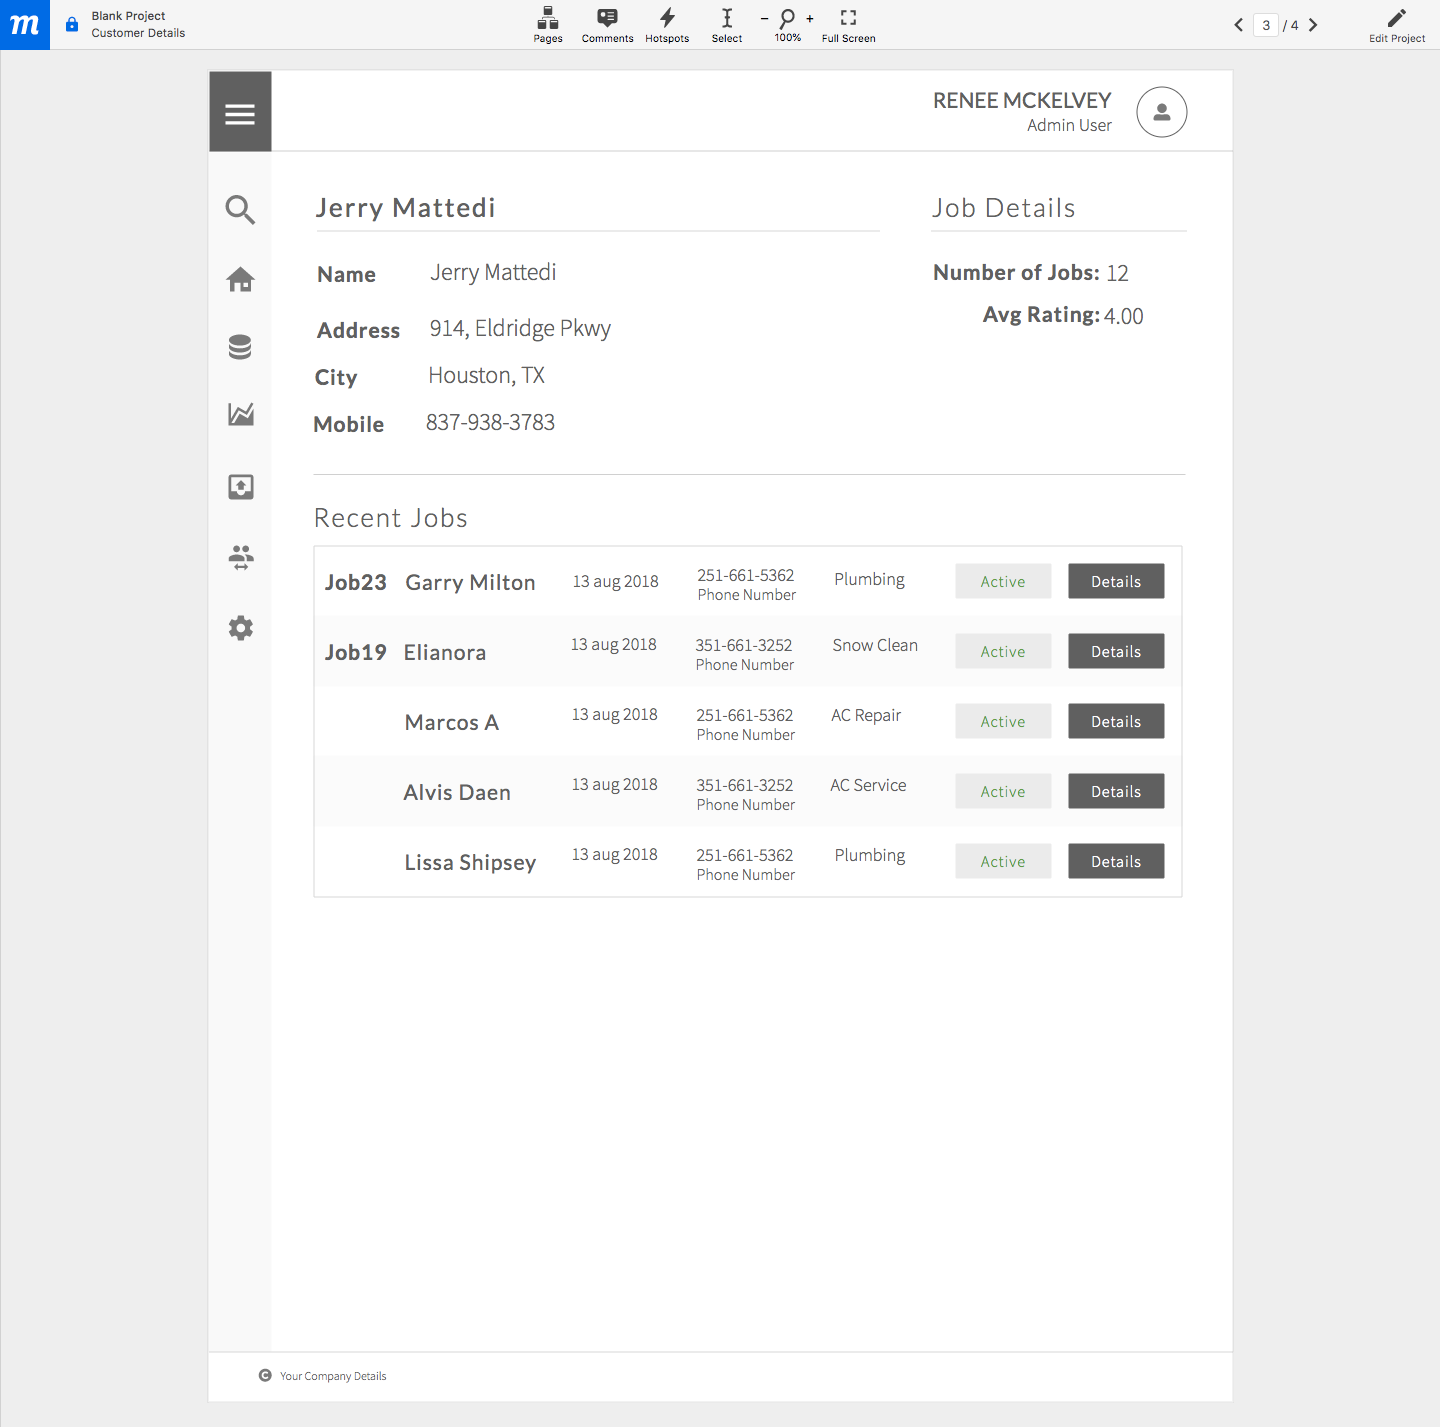 m
Blank Project
Customer Details
Pages
Comments
Hotspots
Select
− 100% +
Full Screen
3 / 4
Edit Project
RENEE MCKELVEY
Admin User
Jerry Mattedi
Job Details
Name Jerry Mattedi
Number of Jobs: 12
Avg Rating: 4.00
Address 914, Eldridge Pkwy
City Houston, TX
Mobile 837-938-3783
Recent Jobs
Job23 Garry Milton 13 aug 2018 251-661-5362 Plumbing Active Details
Phone Number
Job19 Elianora 13 aug 2018 351-661-3252 Snow Clean Active Details
Phone Number
Marcos A 13 aug 2018 251-661-5362 AC Repair Active Details
Phone Number
Alvis Daen 13 aug 2018 351-661-3252 AC Service Active Details
Phone Number
Lissa Shipsey 13 aug 2018 251-661-5362 Plumbing Active Details
Phone Number
© Your Company Details